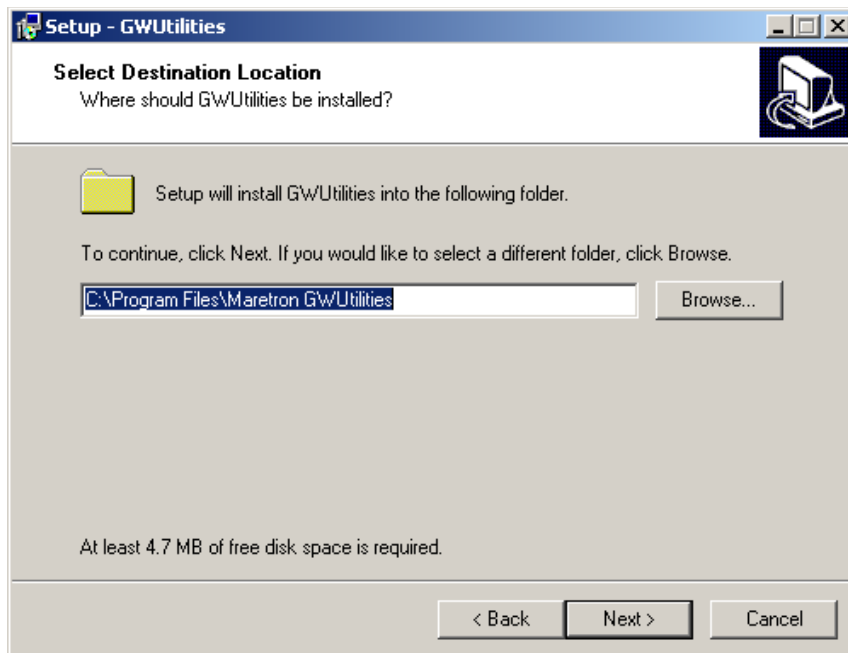 Setup - GWUtilities
Select Destination Location
Where should GWUtilities be installed?
Setup will install GWUtilities into the following folder.
To continue, click Next. If you would like to select a different folder, click Browse.
C:\Program Files\Maretron GWUtilities
Browse...
At least 4.7 MB of free disk space is required.
< Back
Next >
Cancel